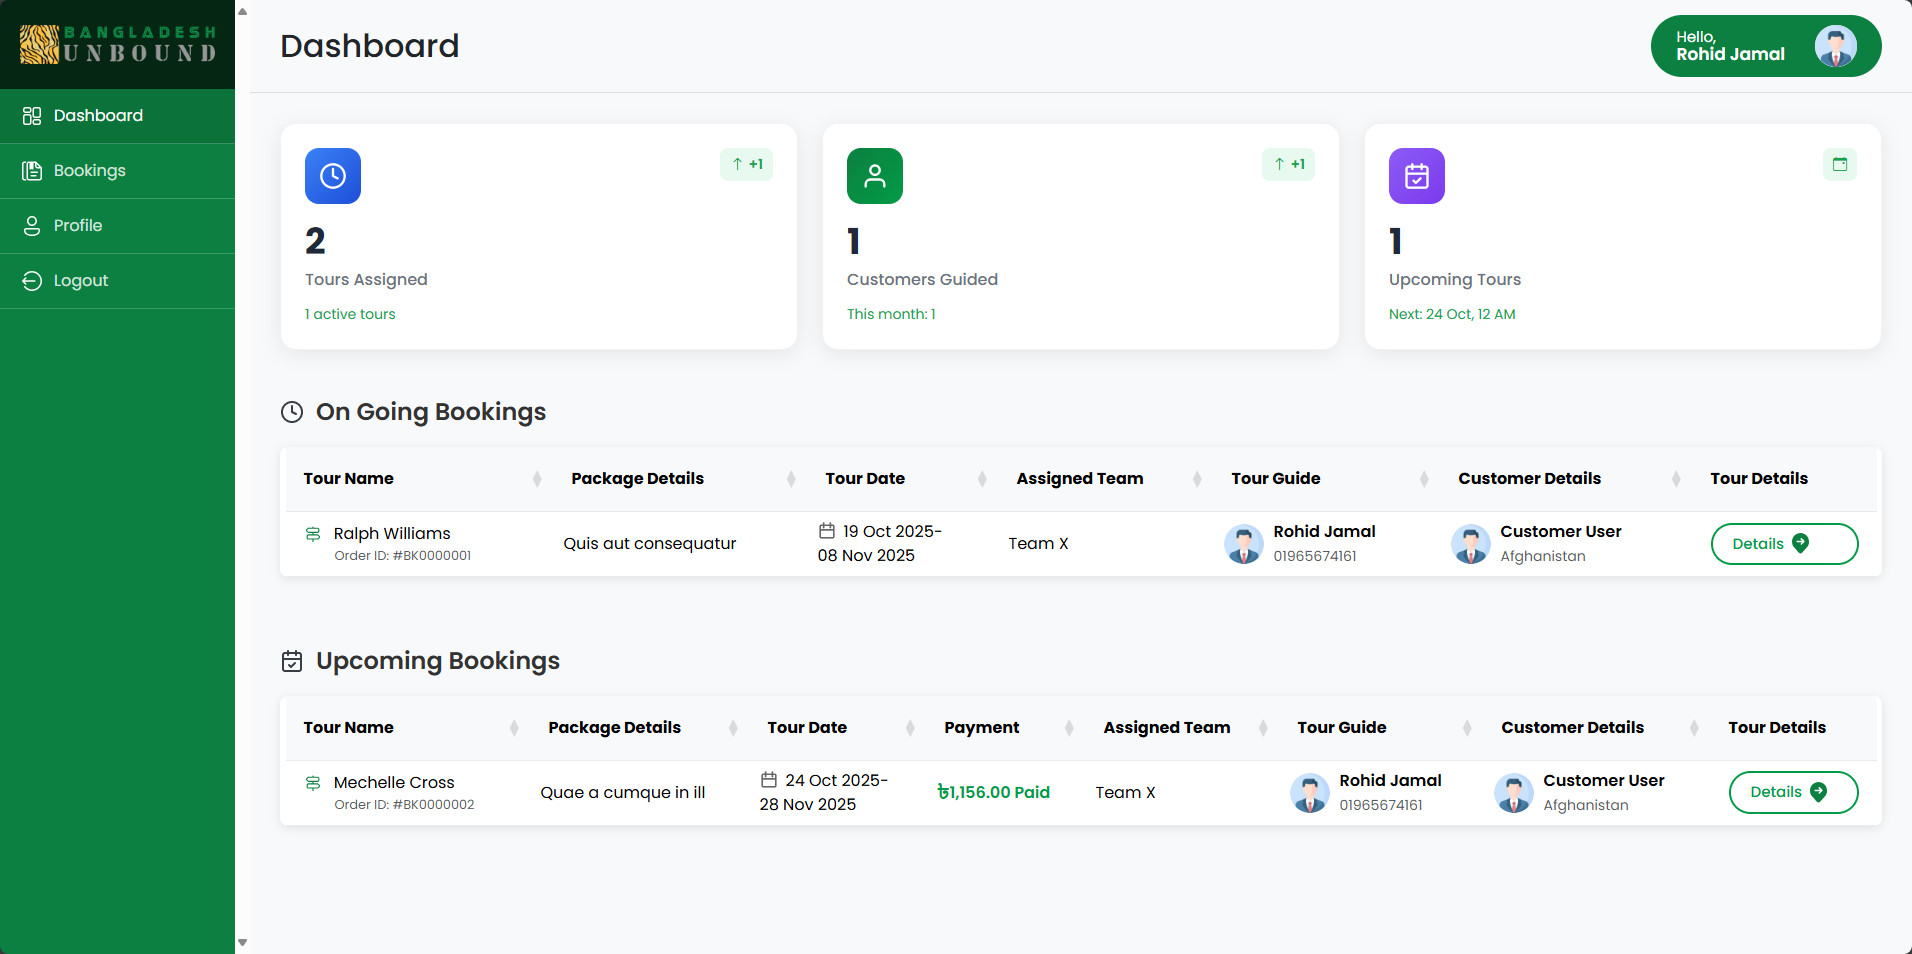 BANGLADESH
UNBOUND
Dashboard
Bookings
Profile
Logout
Dashboard
Hello,
Rohid Jamal
+1
2
Tours Assigned
1 active tours
+1
1
Customers Guided
This month: 1
1
Upcoming Tours
Next: 24 Oct, 12 AM
On Going Bookings
Tour Name Package Details Tour Date Assigned Team Tour Guide Customer Details Tour Details
Ralph Williams
Order ID: #BK0000001
Quis aut consequatur
19 Oct 2025-
08 Nov 2025
Team X
Rohid Jamal
01965674161
Customer User
Afghanistan
Details
Upcoming Bookings
Tour Name Package Details Tour Date Payment Assigned Team Tour Guide Customer Details Tour Details
Mechelle Cross
Order ID: #BK0000002
Quae a cumque in ill
24 Oct 2025-
28 Nov 2025
৳1,156.00 Paid
Team X
Rohid Jamal
01965674161
Customer User
Afghanistan
Details